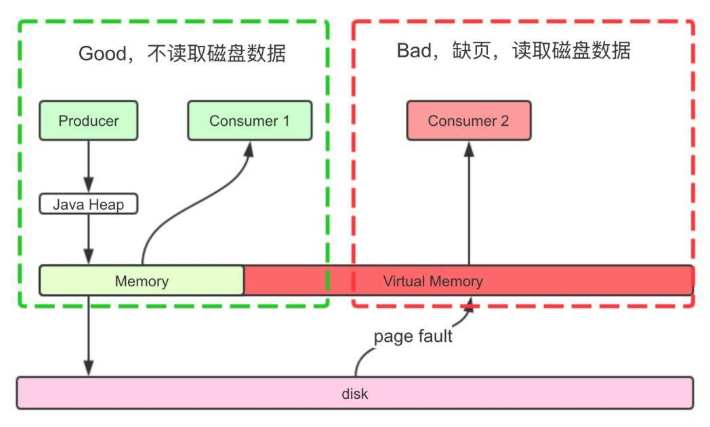 Good，不读取磁盘数据
Bad，缺页，读取磁盘数据
Producer
Consumer 1
Consumer 2
Java Heap
Memory
Virtual Memory
page fault
disk